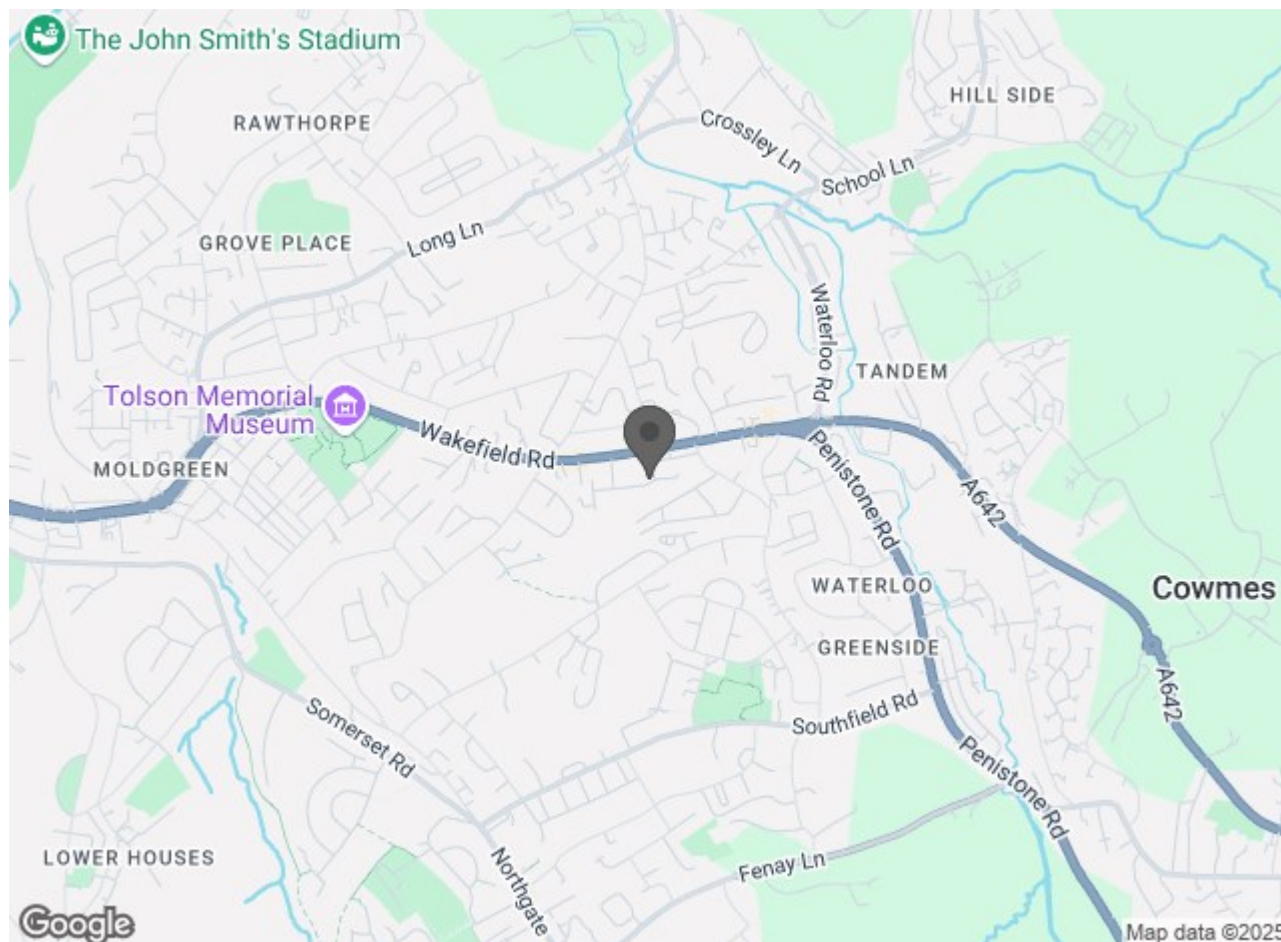 The John Smith's Stadium
HILL SIDE
RAWTHORPE
Crossley Ln
School Ln
GROVE PLACE
Long Ln
Waterloo Rd
TANDEM
Tolson Memorial
Museum
Wakefield Rd
MOLDGREEN
Penistone Rd
A642
WATERLOO
Cowmes
GREENSIDE
A642
Southfield Rd
Somerset Rd
Penistone Rd
LOWER HOUSES
Northgate
Fenay Ln
Google
Map data ©2025